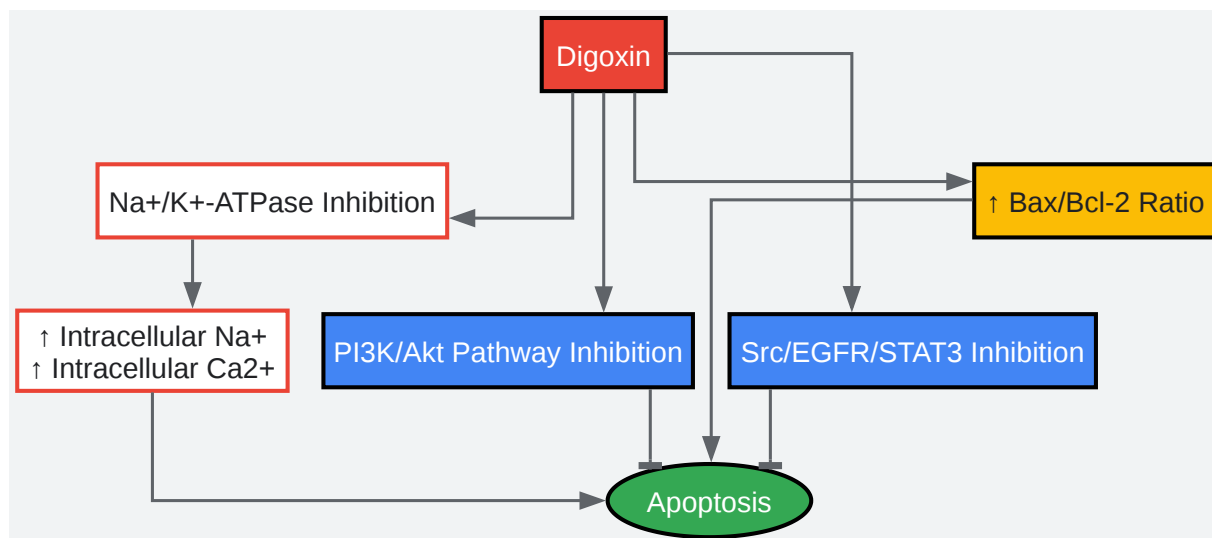 Digoxin
Na+/K+-ATPase Inhibition
↑ Bax/Bcl-2 Ratio
↑ Intracellular Na+
↑ Intracellular Ca2+
PI3K/Akt Pathway Inhibition
Src/EGFR/STAT3 Inhibition
Apoptosis